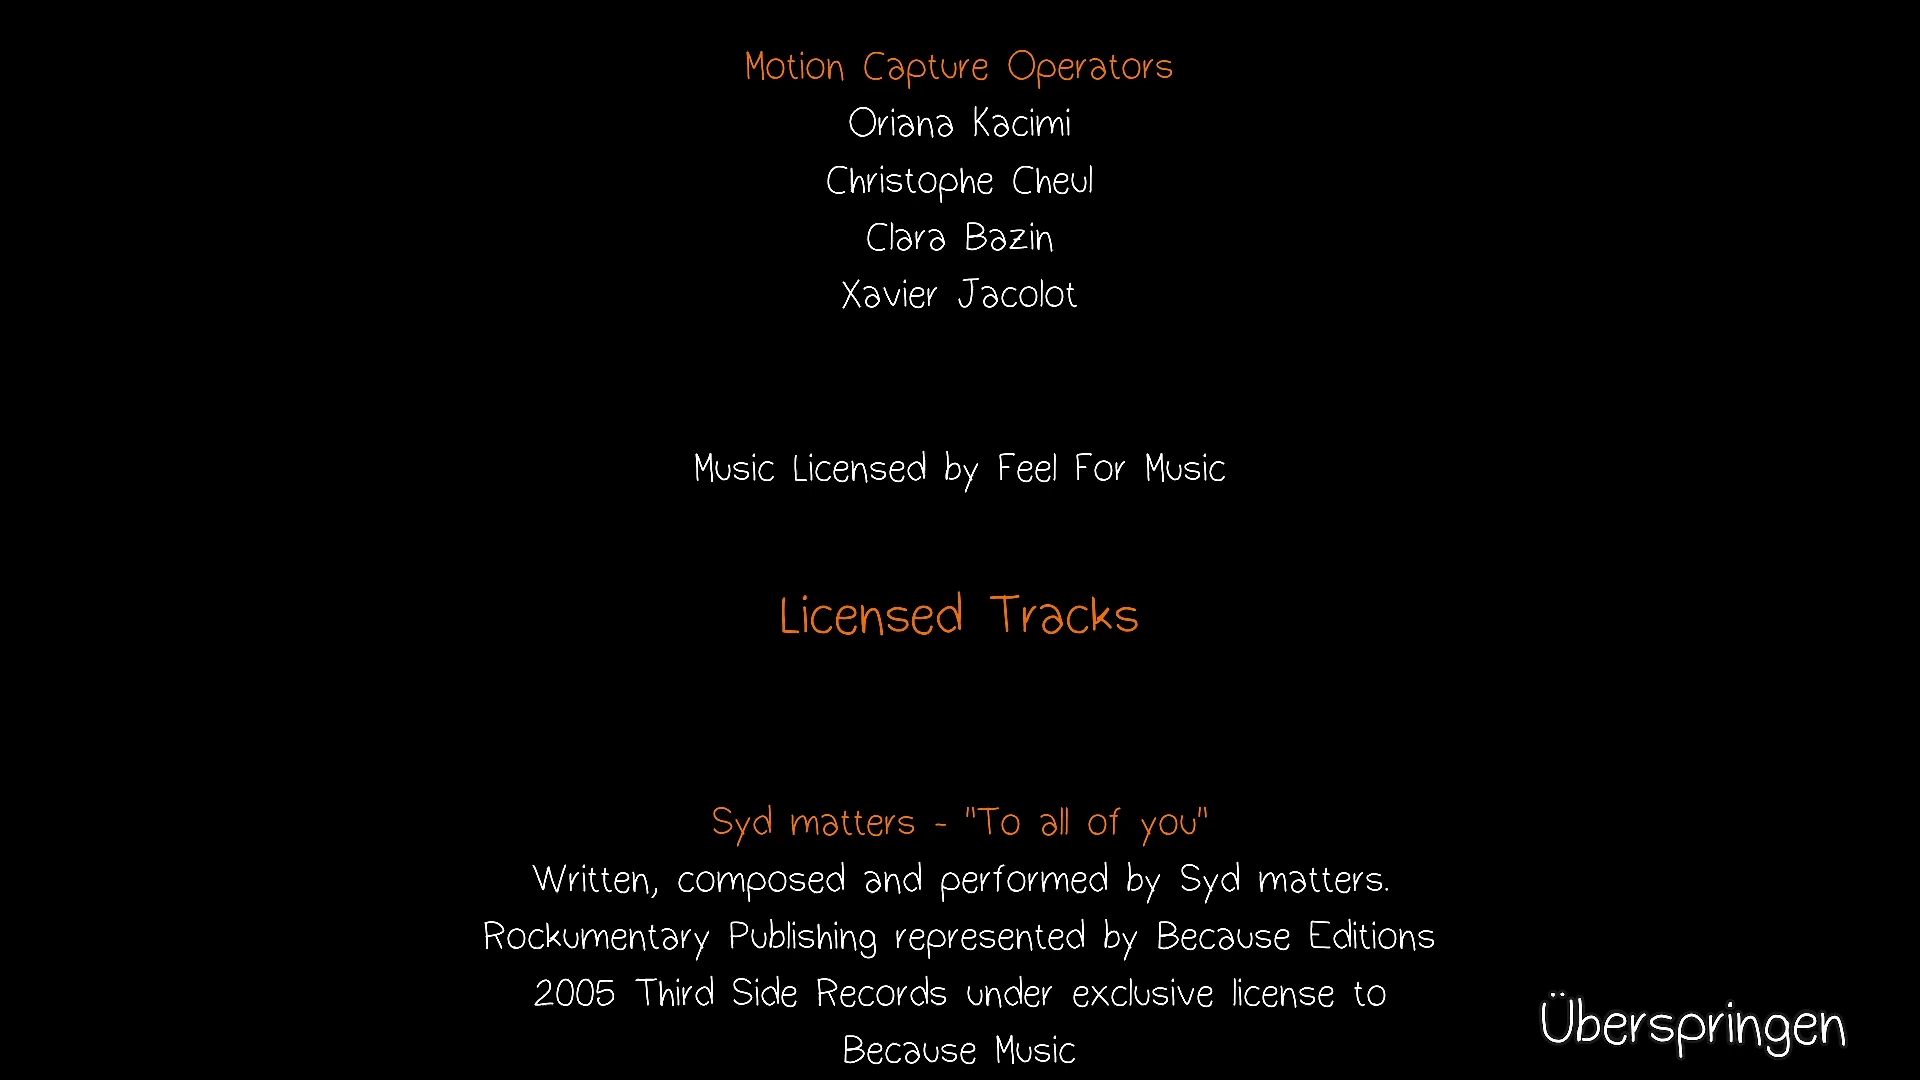 Motion Capture Operators
Oriana Kacimi
Christophe Cheul
Clara Bazin
Xavier Jacolot
Music Licensed by Feel For Music
Licensed Tracks
Syd matters - "To all of you"
Written, composed and performed by Syd matters.
Rockumentary Publishing represented by Because Editions
2005 Third Side Records under exclusive license to
Because Music
Überspringen